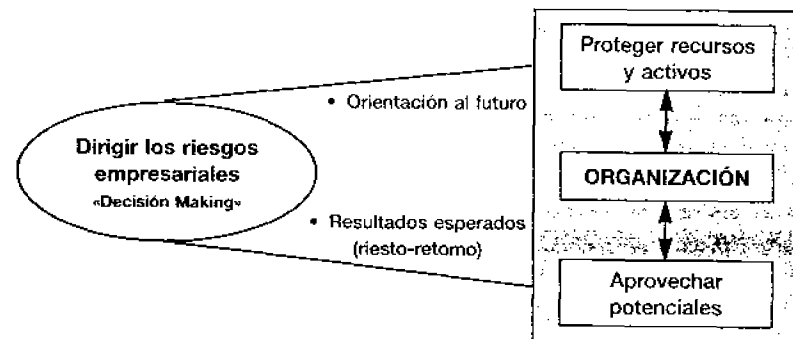 Proteger recursos
y activos
• Orientación al futuro
Dirigir los riesgos
empresariales
«Decisión Making»
ORGANIZACIÓN
• Resultados esperados
(riesto-retomo)
Aprovechar
potenciales